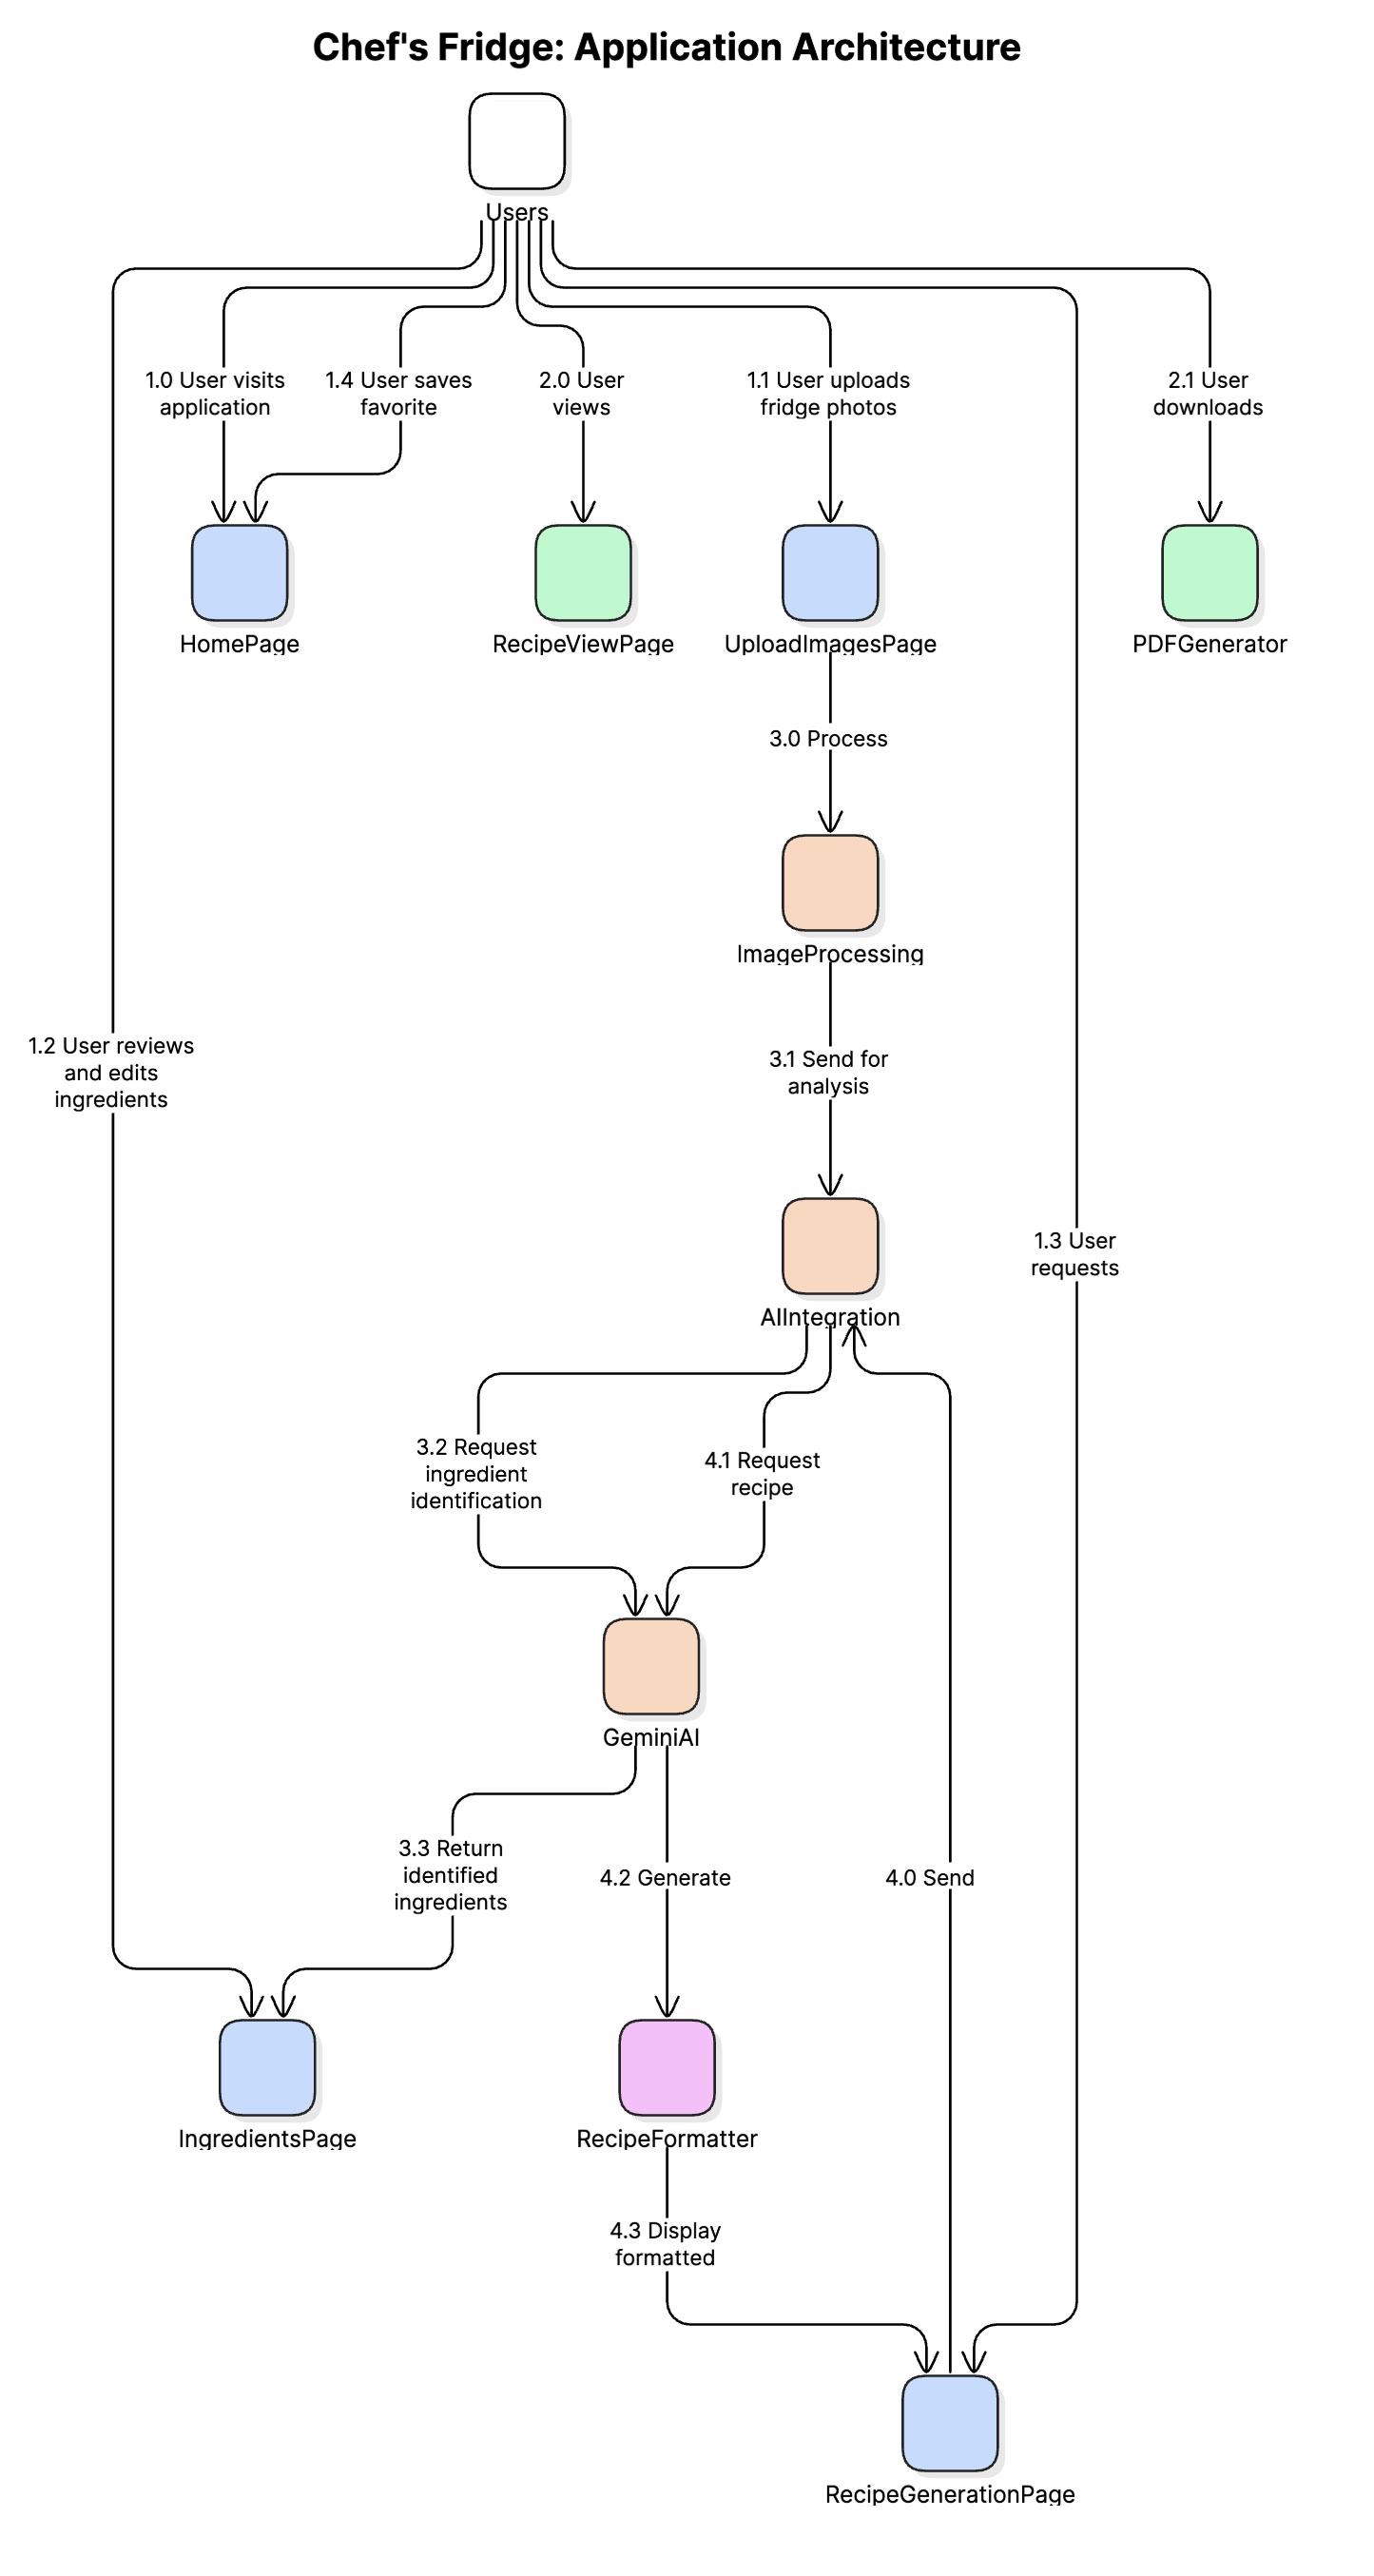 Chef's Fridge: Application Architecture
Users
1.0 User visits
application
1.4 User saves
favorite
2.0 User
views
1.1 User uploads
fridge photos
2.1 User
downloads
HomePage
RecipeViewPage
UploadImagesPage
PDFGenerator
3.0 Process
ImageProcessing
1.2 User reviews
and edits
ingredients
3.1 Send for
analysis
1.3 User
requests
AIIntegration
3.2 Request
ingredient
identification
4.1 Request
recipe
GeminiAI
3.3 Return
identified
ingredients
4.2 Generate
4.0 Send
IngredientsPage
RecipeFormatter
4.3 Display
formatted
RecipeGenerationPage